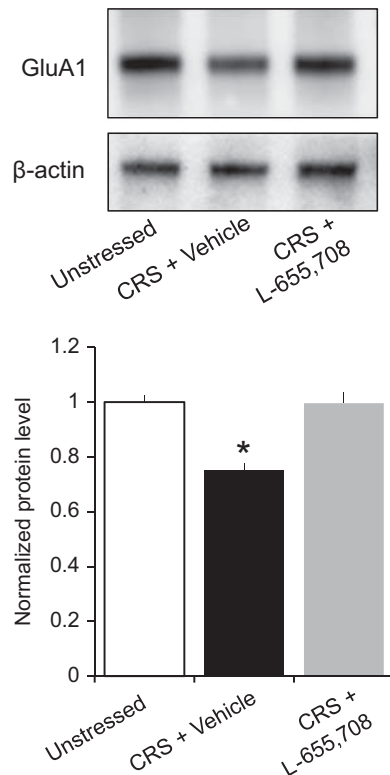 GluA1
β-actin
Unstressed
CRS + Vehicle
CRS +
L-655,708
Normalized protein level
1.2
1
0.8
0.6
0.4
0.2
0
*
Unstressed
CRS + Vehicle
CRS +
L-655,708